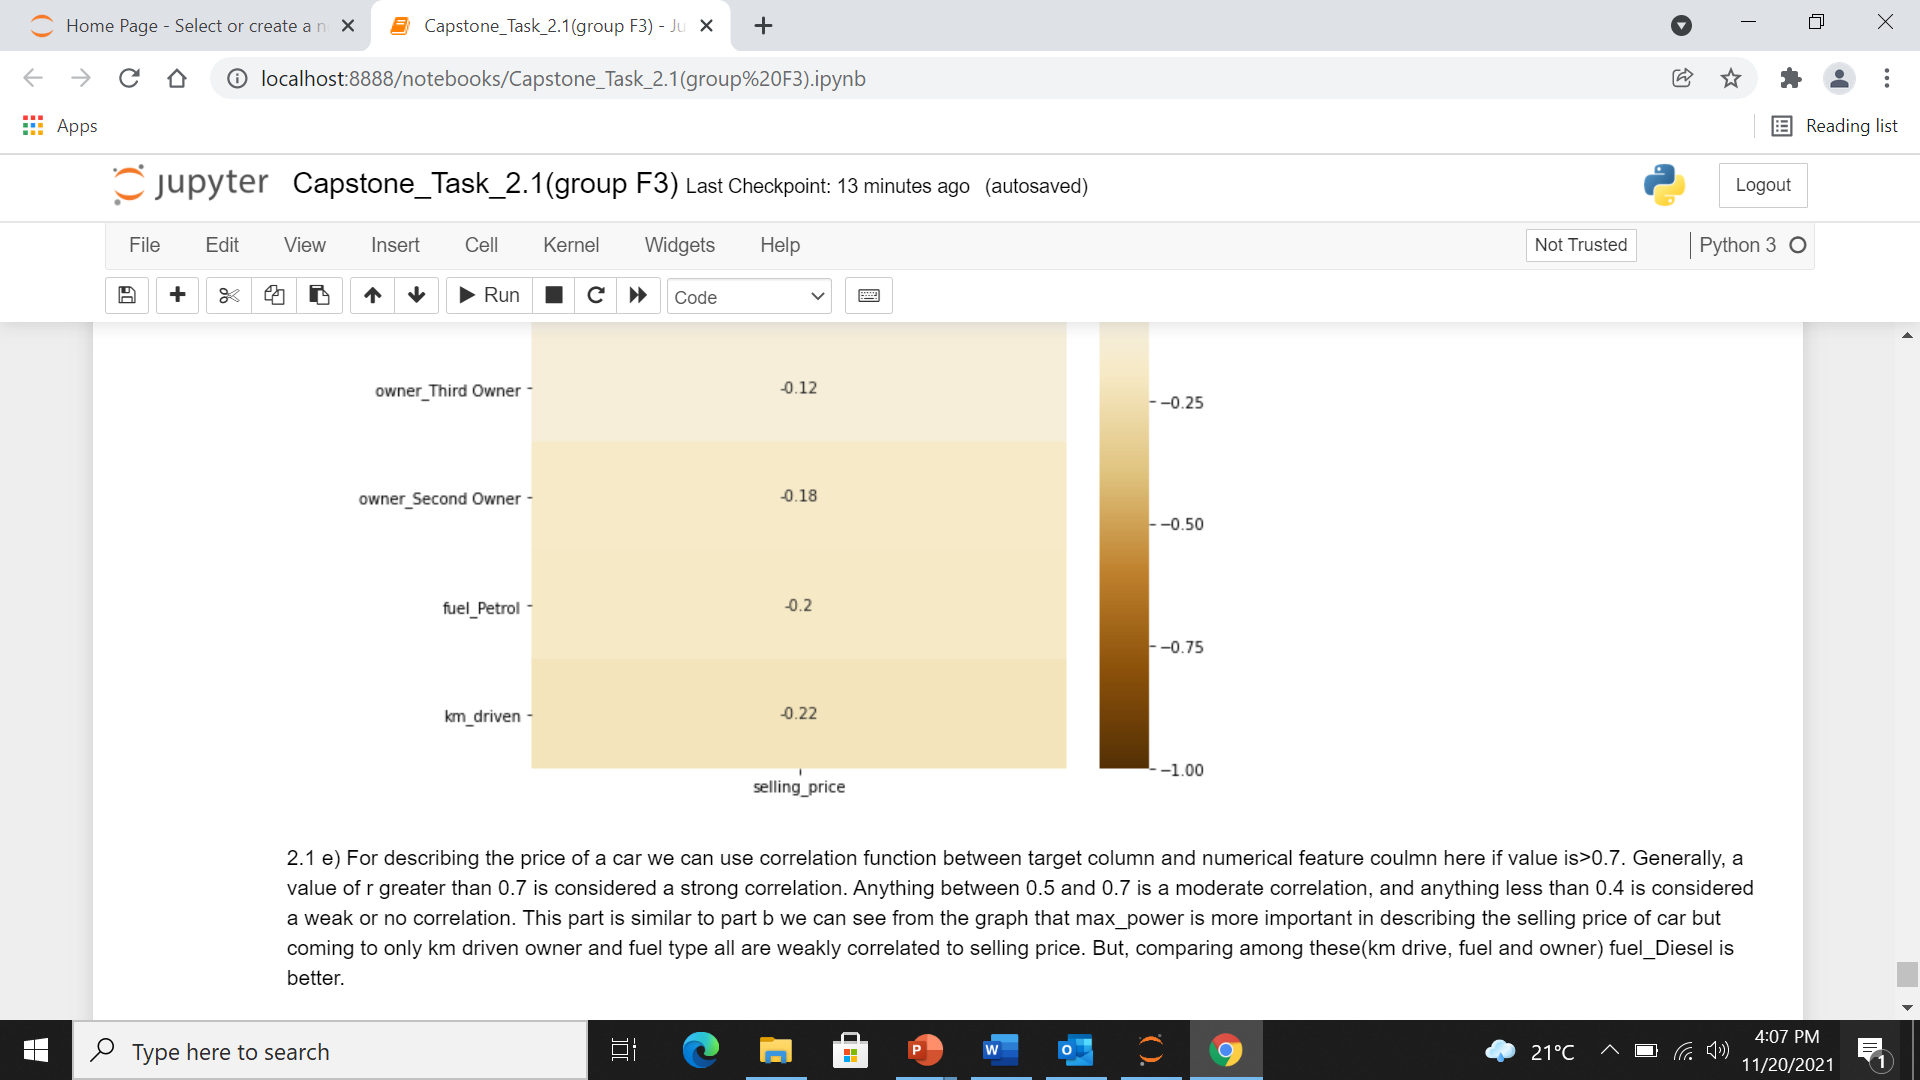 Home Page - Select or create a n
Capstone_Task_2.1(group F3) - Ju
localhost:8888/notebooks/Capstone_Task_2.1(group%20F3).ipynb
Apps
Reading list
jupyter Capstone_Task_2.1(group F3) Last Checkpoint: 13 minutes ago (autosaved)
Logout
File Edit View Insert Cell Kernel Widgets Help
Not Trusted
Python 3
Run
Code
owner_Third Owner
-0.12
-0.25
owner_Second Owner
-0.18
-0.50
fuel_Petrol
-0.2
-0.75
km_driven
-0.22
-1.00
selling_price
2.1 e) For describing the price of a car we can use correlation function between target column and numerical feature coulmn here if value is>0.7. Generally, a
value of r greater than 0.7 is considered a strong correlation. Anything between 0.5 and 0.7 is a moderate correlation, and anything less than 0.4 is considered
a weak or no correlation. This part is similar to part b we can see from the graph that max_power is more important in describing the selling price of car but
coming to only km driven owner and fuel type all are weakly correlated to selling price. But, comparing among these(km drive, fuel and owner) fuel_Diesel is
better.
Type here to search
P
W
O
21°C
4:07 PM
11/20/2021
1